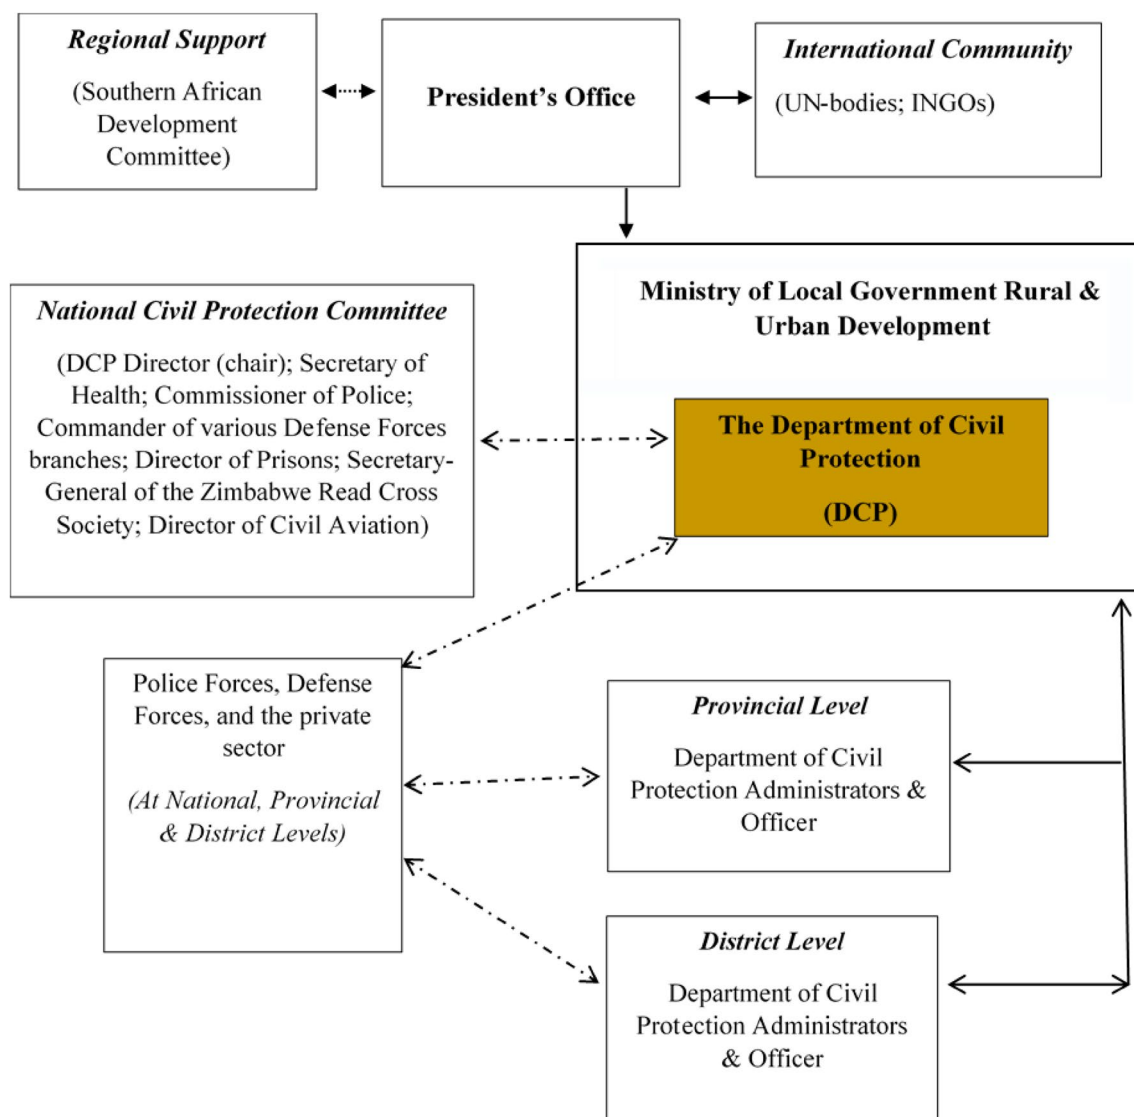 Regional Support
(Southern African
Development
Committee)
President's Office
International Community
(UN-bodies; INGOs)
Ministry of Local Government Rural &
Urban Development
National Civil Protection Committee
(DCP Director (chair); Secretary of
Health; Commissioner of Police;
Commander of various Defense Forces
branches; Director of Prisons; Secretary-
General of the Zimbabwe Read Cross
Society; Director of Civil Aviation)
The Department of Civil
Protection
(DCP)
Police Forces, Defense
Forces, and the private
sector
(At National, Provincial
& District Levels)
Provincial Level
Department of Civil
Protection Administrators &
Officer
District Level
Department of Civil
Protection Administrators
& Officer